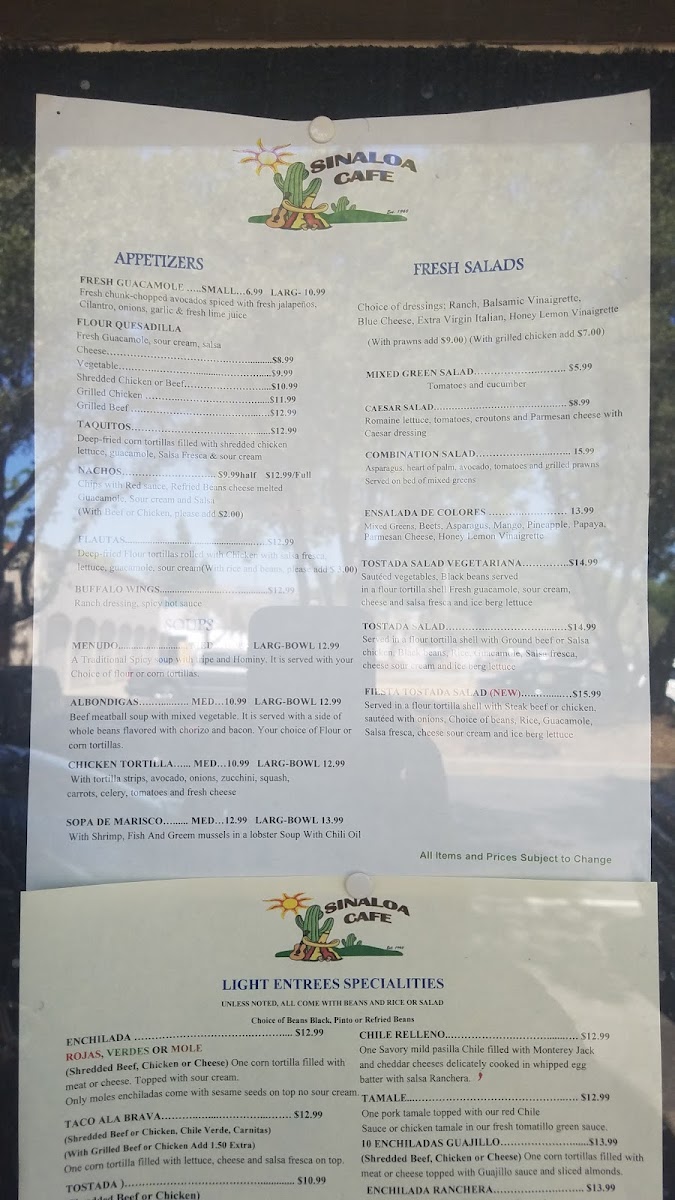 SINALOA
CAFE
APPETIZERS
FRESH GUACAMOLE .....SMALL...6.99 LARG- 10.99
Fresh chunk-chopped avocados spiced with fresh jalapeños,
Cilantro, onions, garlic & fresh lime juice
FLOUR QUESADILLA
Fresh Guacamole, sour cream, salsa
Cheese..........$8.99
Vegetable..........$9.99
Shredded Chicken or Beef..........$10.99
Grilled Chicken ..........$11.99
Grilled Beef ..........$12.99
TAQUITOS..........$12.99
Deep-fried corn tortillas filled with shredded chicken
lettuce, guacamole, Salsa Fresca & sour cream
NACHOS.......... $9.99half $12.99/Full
Chips with Red sauce, Refried Beans cheese melted
Guacamole, Sour cream and Salsa
(With Beef or Chicken, please add $2.00)
FLAUTAS..........$12.99
Deep-fried Flour tortillas rolled with Chicken with salsa fresca,
lettuce, guacamole, sour cream(With rice and beans, please add $ 3.00)
BUFFALO WINGS..........$12.99
Ranch dressing, spicy hot sauce
SOUPS
MENUDO.......... LARG-BOWL 12.99
A Traditional Spicy soup with tripe and Hominy. It is served with your
Choice of flour or corn tortillas.
ALBONDIGAS.......... MED...10.99 LARG-BOWL 12.99
Beef meatball soup with mixed vegetable. It is served with a side of
whole beans flavored with chorizo and bacon. Your choice of Flour or
corn tortillas.
CHICKEN TORTILLA...... MED...10.99 LARG-BOWL 12.99
With tortilla strips, avocado, onions, zucchini, squash,
carrots, celery, tomatoes and fresh cheese
SOPA DE MARISCO......... MED...12.99 LARG-BOWL 13.99
With Shrimp, Fish And Greem mussels in a lobster Soup With Chili Oil
FRESH SALADS
Choice of dressings; Ranch, Balsamic Vinaigrette,
Blue Cheese, Extra Virgin Italian, Honey Lemon Vinaigrette
(With prawns add $9.00) (With grilled chicken add $7.00)
MIXED GREEN SALAD.......... $5.99
Tomatoes and cucumber
CAESAR SALAD..........$8.99
Romaine lettuce, tomatoes, croutons and Parmesan cheese with
Caesar dressing
COMBINATION SALAD.......... 15.99
Asparagus, heart of palm, avocado, tomatoes and grilled prawns
Served on bed of mixed greens
ENSALADA DE COLORES .......... 13.99
Mixed Greens, Beets, Asparagus, Mango, Pineapple, Papaya,
Parmesan Cheese, Honey Lemon Vinaigrette
TOSTADA SALAD VEGETARIANA..........$14.99
Sautéed vegetables, Black beans served
in a flour tortilla shell Fresh guacamole, sour cream,
cheese and salsa fresca and ice berg lettuce
TOSTADA SALAD..........$14.99
Served in a flour tortilla shell with Ground beef or Salsa
chicken, Black beans, Rice, guacamole, Salsa fresca,
cheese sour cream and ice berg lettuce
FIESTA TOSTADA SALAD (NEW)..........$15.99
Served in a flour tortilla shell with Steak beef or chicken,
sautéed with onions, Choice of beans, Rice, Guacamole,
Salsa fresca, cheese sour cream and ice berg lettuce
All Items and Prices Subject to Change
SINALOA
CAFE
LIGHT ENTREES SPECIALITIES
UNLESS NOTED, ALL COME WITH BEANS AND RICE OR SALAD
Choice of Beans Black, Pinto or Refried Beans
ENCHILADA .......... $12.99
ROJAS, VERDES OR MOLE
(Shredded Beef, Chicken or Cheese) One corn tortilla filled with
meat or cheese. Topped with sour cream.
Only moles enchiladas come with sesame seeds on top no sour cream.
TACO ALA BRAVA.......... $12.99
(Shredded Beef or Chicken, Chile Verde, Carnitas)
(With Grilled Beef or Chicken Add 1.50 Extra)
One corn tortilla filled with lettuce, cheese and salsa fresca on top.
TOSTADA ).......... $10.99
Beef or Chicken)
CHILE RELLENO.......... $12.99
One Savory mild pasilla Chile filled with Monterey Jack
and cheddar cheeses delicately cooked in whipped egg
batter with salsa Ranchera.
TAMALE.......... $12.99
One pork tamale topped with our red Chile
Sauce or chicken tamale in our fresh tomatillo green sauce.
10 ENCHILADAS GUAJILLO..........$13.99
(Shredded Beef, Chicken or Cheese) One corn tortillas filled with
meat or cheese topped with Guajillo sauce and sliced almonds.
ENCHILADA RANCHERA.......... $13.99